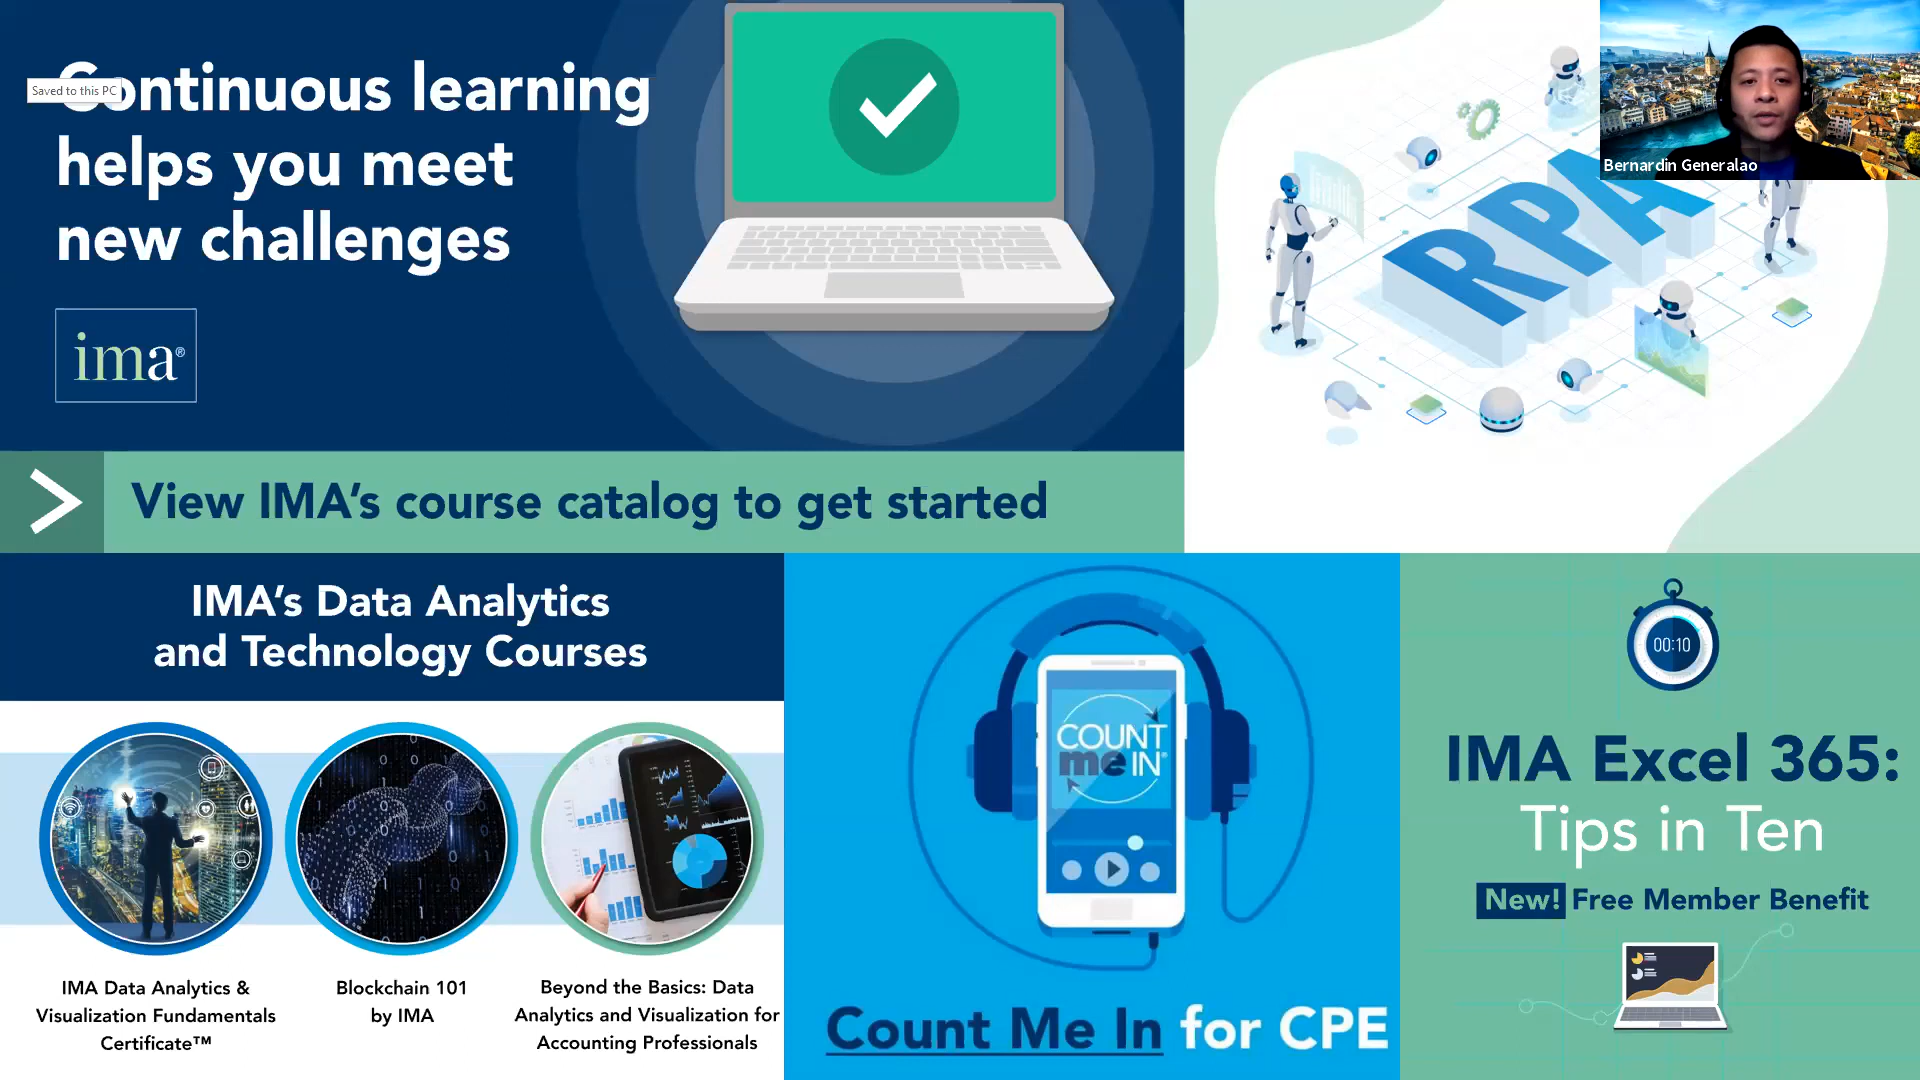 Continuous learning
Saved to this PC
helps you meet
new challenges
ima®
View IMA's course catalog to get started
RPA
Bernardin Generalao
IMA's Data Analytics
and Technology Courses
IMA Data Analytics &
Visualization Fundamentals
Certificate™
Blockchain 101
by IMA
Beyond the Basics: Data
Analytics and Visualization for
Accounting Professionals
COUNT
me IN®
Count Me In for CPE
00:10
IMA Excel 365:
Tips in Ten
New! Free Member Benefit